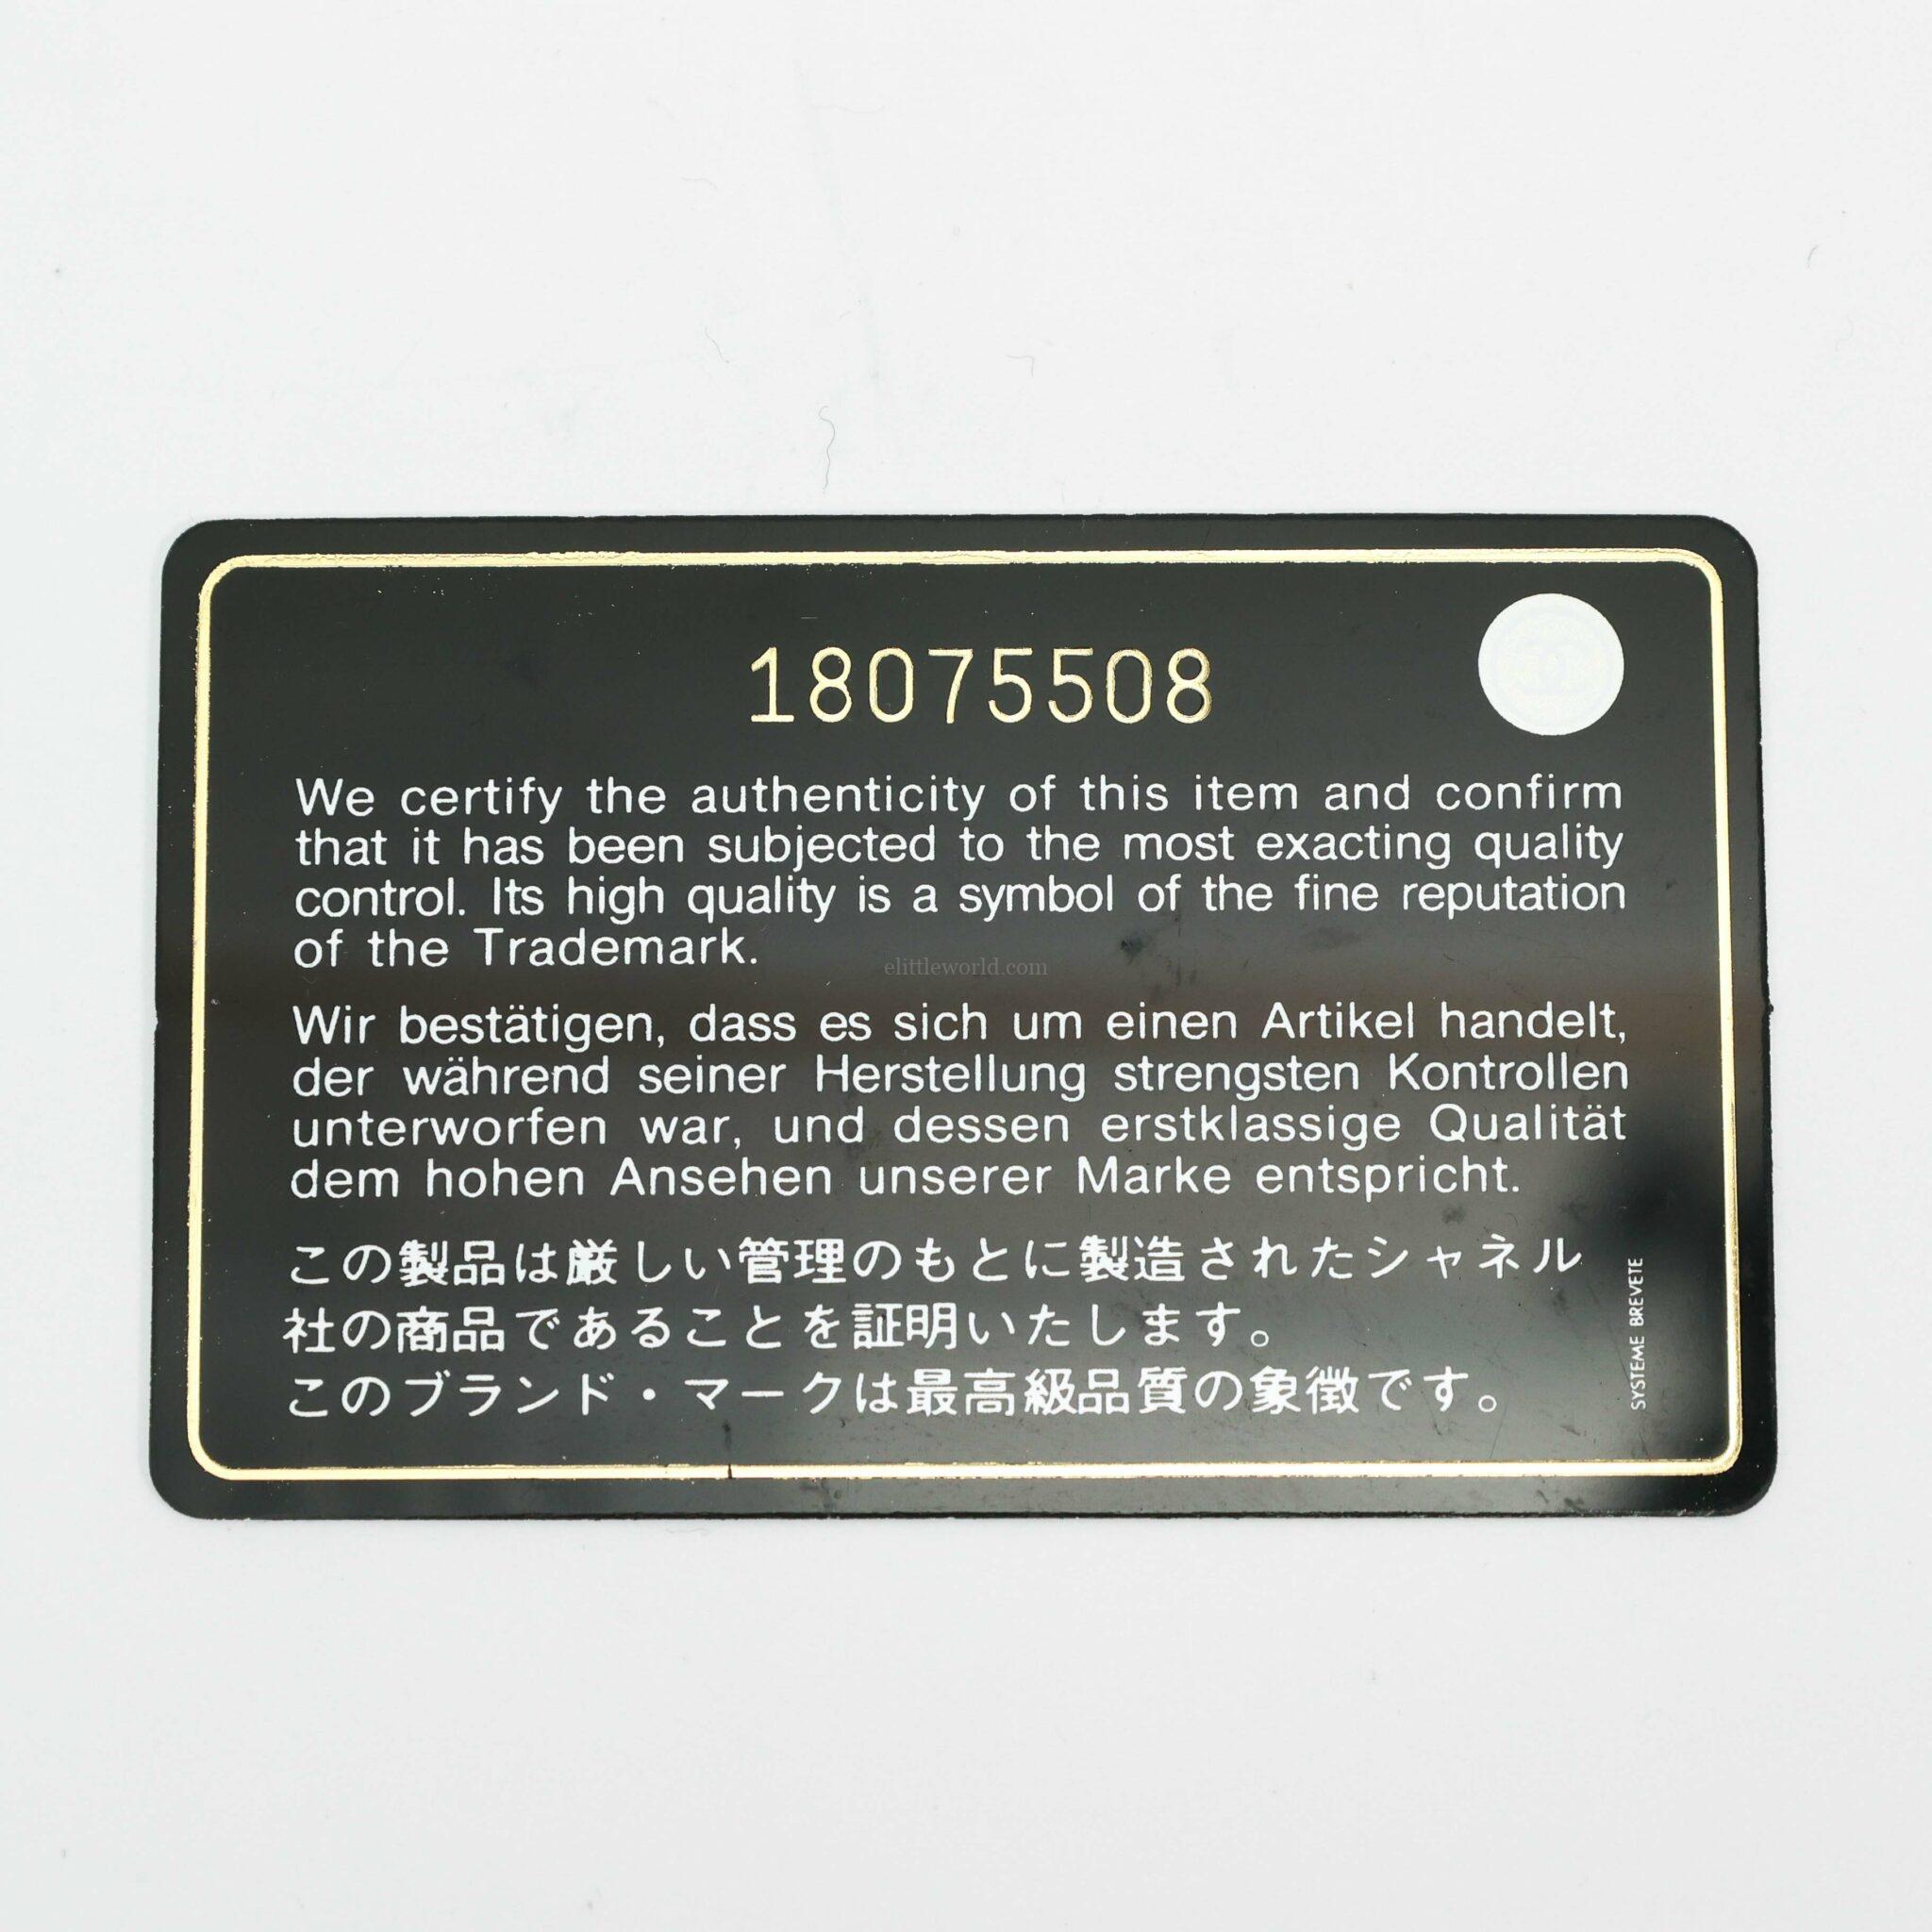 18075508
We certify the authenticity of this item and confirm
that it has been subjected to the most exacting quality
control. Its high quality is a symbol of the fine reputation
of the Trademark.
elittleworld.com
Wir bestätigen, dass es sich um einen Artikel handelt,
der während seiner Herstellung strengsten Kontrollen
unterworfen war, und dessen erstklassige Qualität
dem hohen Ansehen unserer Marke entspricht.
この製品は厳しい管理のもとに製造されたシャネル
社の商品であることを証明いたします。
このブランド・マークは最高級品質の象徴です。
SYSTEME BREVETE